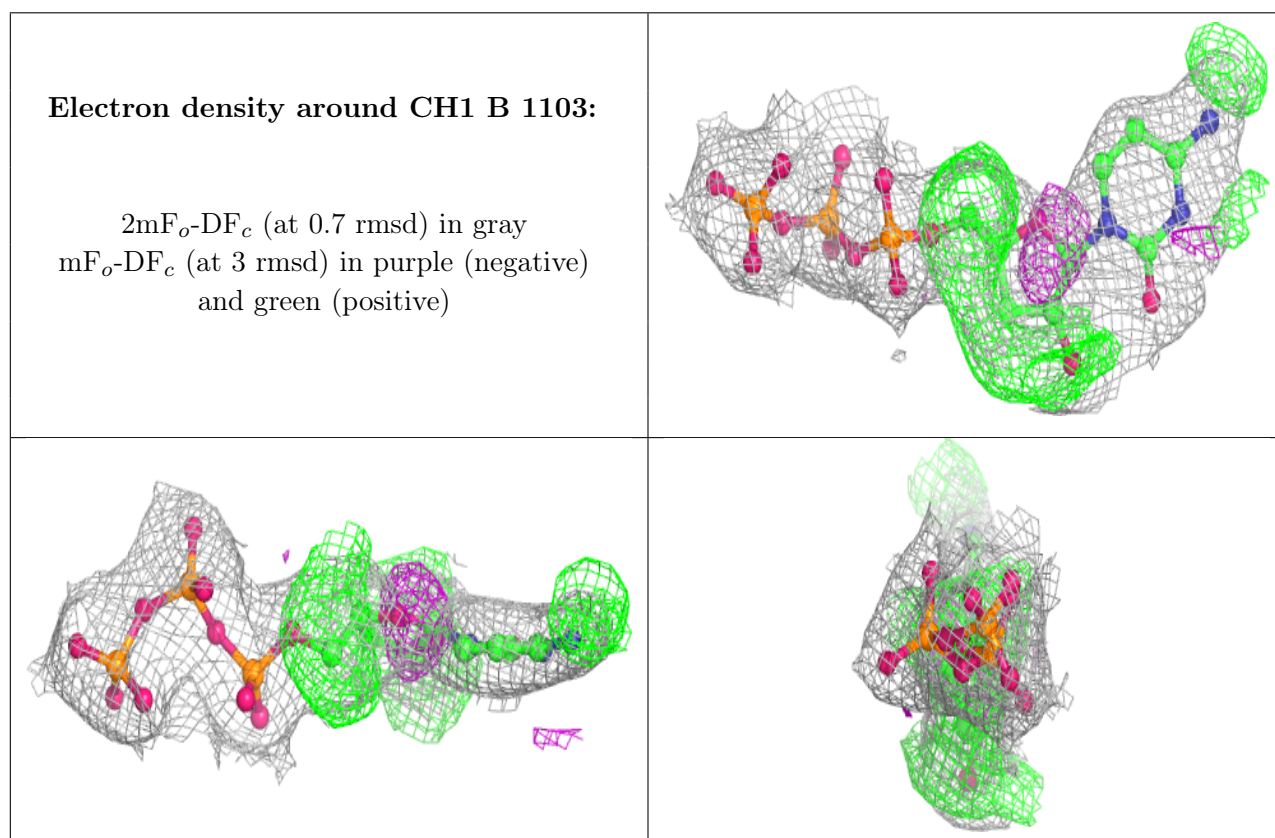 Electron density around CH1 B 1103:
2mFₒ-DF𝒸 (at 0.7 rmsd) in gray
mFₒ-DF𝒸 (at 3 rmsd) in purple (negative)
and green (positive)